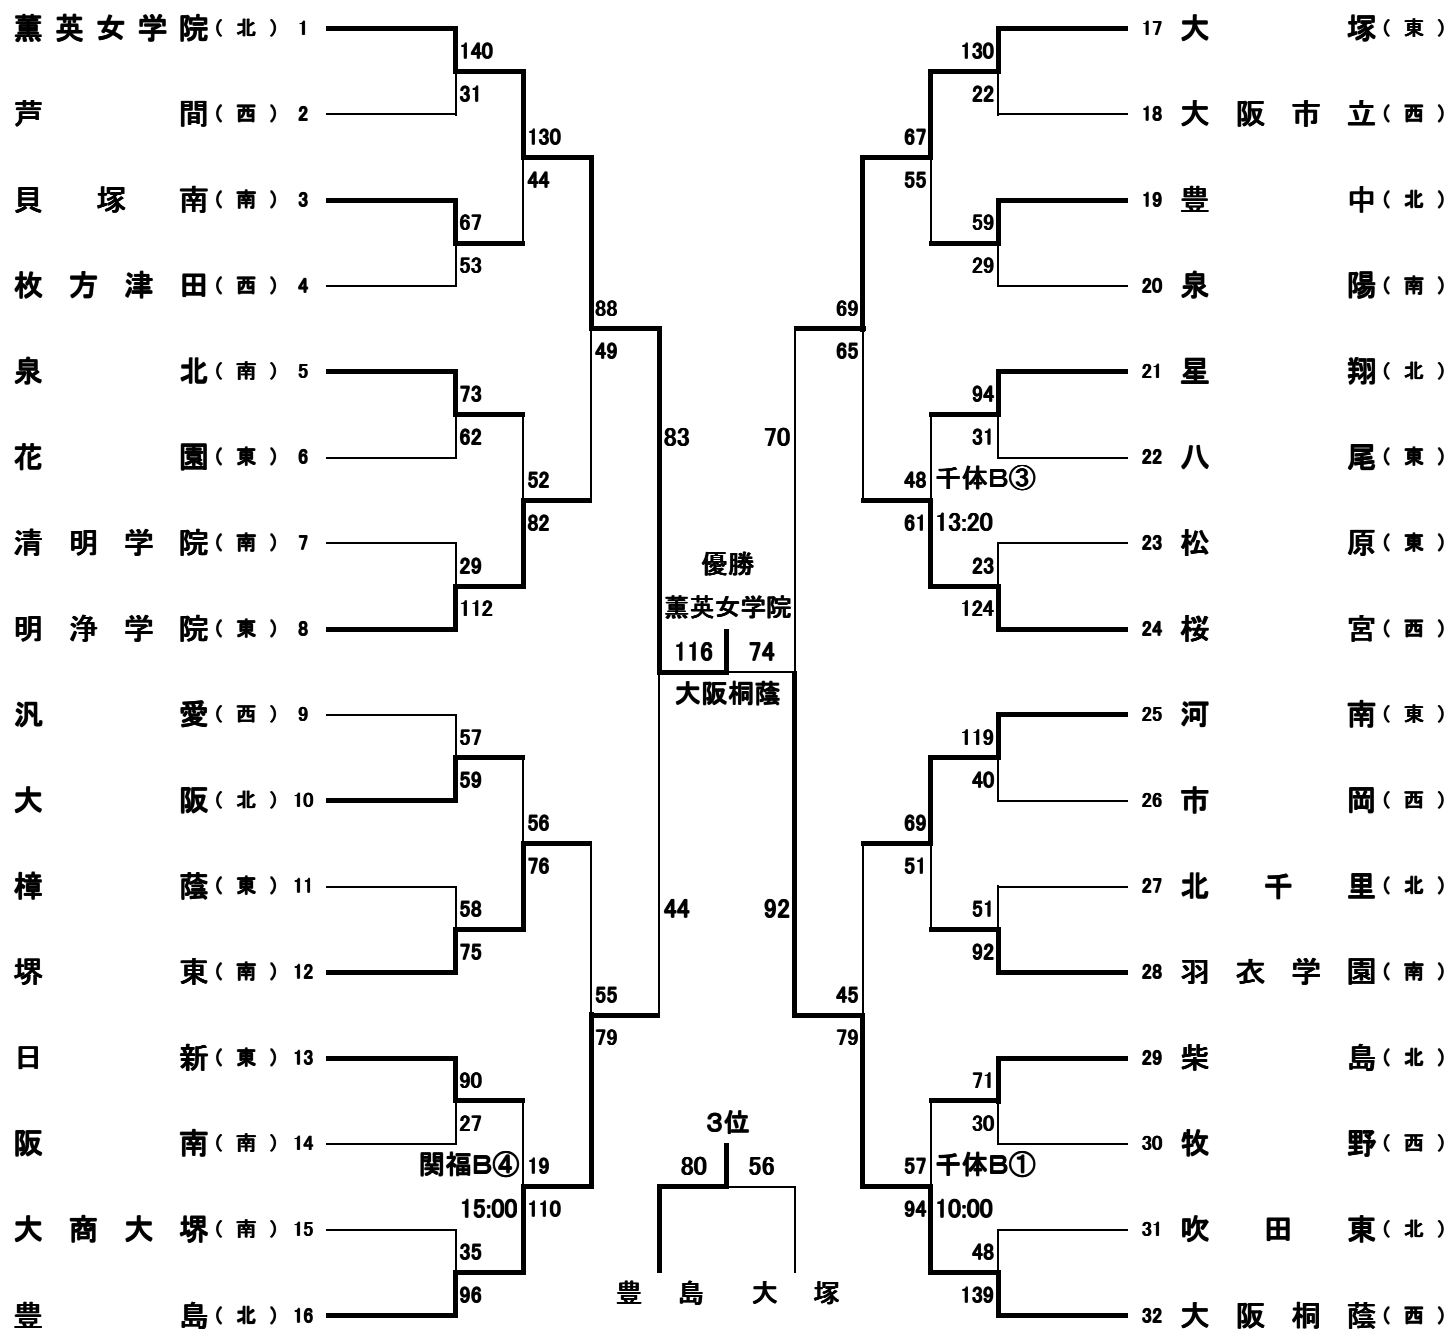 薫英女学院（北） 1
140
31
芦間（西） 2
130
44
貝塚南（南） 3
67
53
枚方津田（西） 4
88
49
泉北（南） 5
73
62
花園（東） 6
52
82
清明学院（南） 7
29
112
明浄学院（東） 8
83
44
汎愛（西） 9
57
59
大阪（北） 10
56
76
樟蔭（東） 11
58
75
堺東（南） 12
55
79
日新（東） 13
90
27
阪南（南） 14
関福B④ 19
15:00 110
大商大堺（南） 15
35
96
豊島（北） 16
優勝
薫英女学院
116 74
大阪桐蔭
3位
80 56
豊島 大塚
17 大塚（東）
130
22
18 大阪市立（西）
67
55
19 豊中（北）
59
29
20 泉陽（南）
69
65
21 星翔（北）
94
31
22 八尾（東）
48 千体B③
61 13:20
23 松原（東）
23
124
24 桜宮（西）
70
92
25 河南（東）
119
40
26 市岡（西）
69
51
27 北千里（北）
51
92
28 羽衣学園（南）
45
79
29 柴島（北）
71
30
30 牧野（西）
57 千体B①
94 10:00
31 吹田東（北）
48
139
32 大阪桐蔭（西）